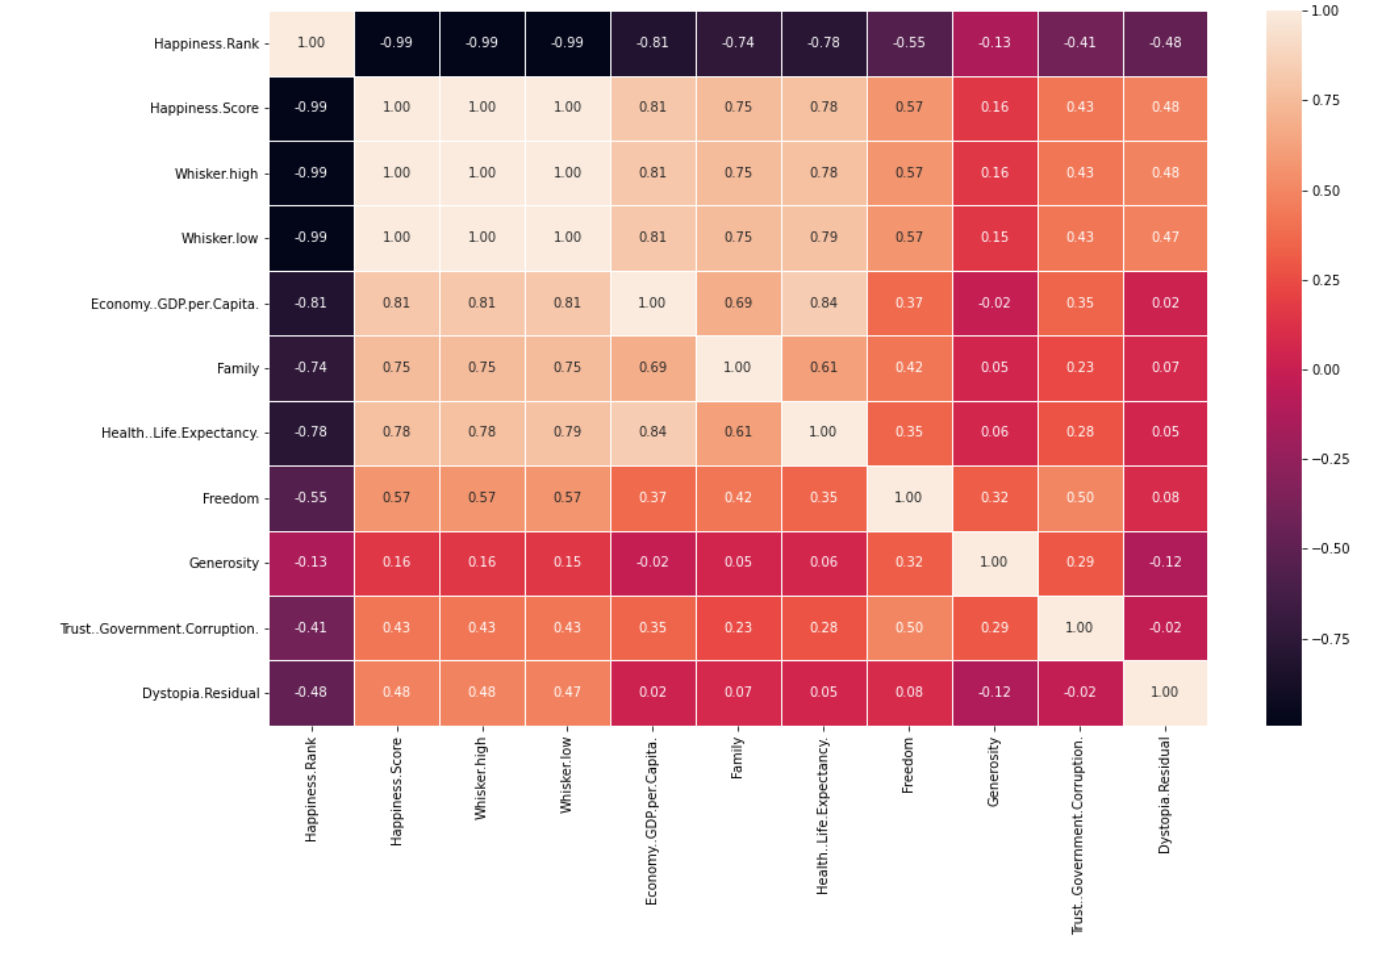 Happiness.Rank 1.00 -0.99 -0.99 -0.99 -0.81 -0.74 -0.78 -0.55 -0.13 -0.41 -0.48
Happiness.Score -0.99 1.00 1.00 1.00 0.81 0.75 0.78 0.57 0.16 0.43 0.48
Whisker.high -0.99 1.00 1.00 1.00 0.81 0.75 0.78 0.57 0.16 0.43 0.48
Whisker.low -0.99 1.00 1.00 1.00 0.81 0.75 0.79 0.57 0.15 0.43 0.47
Economy..GDP.per.Capita. -0.81 0.81 0.81 0.81 1.00 0.69 0.84 0.37 -0.02 0.35 0.02
Family -0.74 0.75 0.75 0.75 0.69 1.00 0.61 0.42 0.05 0.23 0.07
Health..Life.Expectancy. -0.78 0.78 0.78 0.79 0.84 0.61 1.00 0.35 0.06 0.28 0.05
Freedom -0.55 0.57 0.57 0.57 0.37 0.42 0.35 1.00 0.32 0.50 0.08
Generosity -0.13 0.16 0.16 0.15 -0.02 0.05 0.06 0.32 1.00 0.29 -0.12
Trust..Government.Corruption. -0.41 0.43 0.43 0.43 0.35 0.23 0.28 0.50 0.29 1.00 -0.02
Dystopia.Residual -0.48 0.48 0.48 0.47 0.02 0.07 0.05 0.08 -0.12 -0.02 1.00
Happiness.Rank
Happiness.Score
Whisker.high
Whisker.low
Economy..GDP.per.Capita.
Family
Health..Life.Expectancy.
Freedom
Generosity
Trust..Government.Corruption.
Dystopia.Residual
1.00
0.75
0.50
0.25
0.00
−0.25
−0.50
−0.75